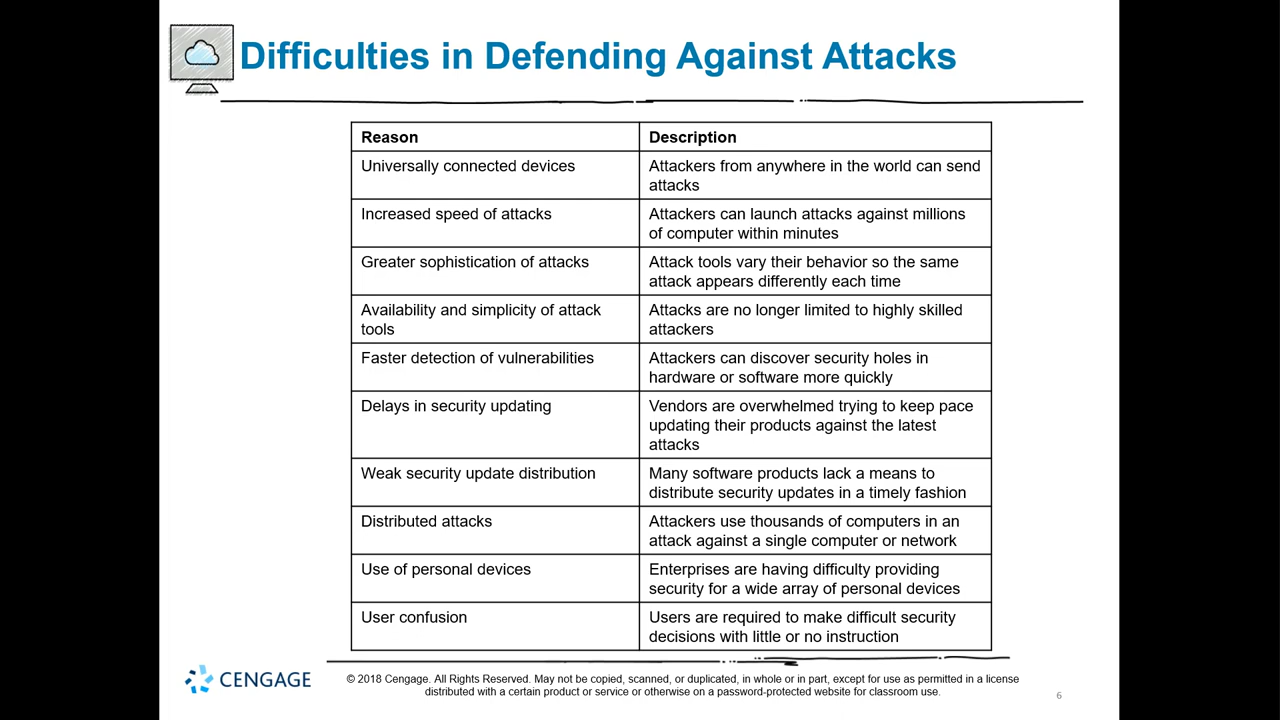 Difficulties in Defending Against Attacks
Reason
Description
Universally connected devices
Attackers from anywhere in the world can send
attacks
Increased speed of attacks
Attackers can launch attacks against millions
of computer within minutes
Greater sophistication of attacks
Attack tools vary their behavior so the same
attack appears differently each time
Availability and simplicity of attack
tools
Attacks are no longer limited to highly skilled
attackers
Faster detection of vulnerabilities
Attackers can discover security holes in
hardware or software more quickly
Delays in security updating
Vendors are overwhelmed trying to keep pace
updating their products against the latest
attacks
Weak security update distribution
Many software products lack a means to
distribute security updates in a timely fashion
Distributed attacks
Attackers use thousands of computers in an
attack against a single computer or network
Use of personal devices
Enterprises are having difficulty providing
security for a wide array of personal devices
User confusion
Users are required to make difficult security
decisions with little or no instruction
CENGAGE
© 2018 Cengage. All Rights Reserved. May not be copied, scanned, or duplicated, in whole or in part, except for use as permitted in a license
distributed with a certain product or service or otherwise on a password-protected website for classroom use.
6